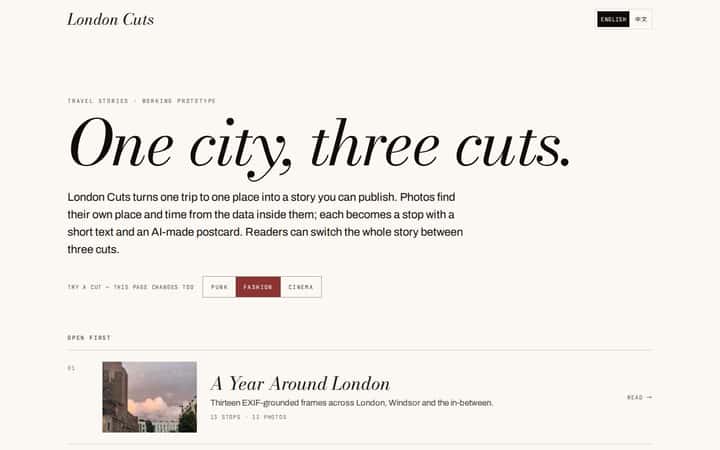 London Cuts
ENGLISH
中文
TRAVEL STORIES · WORKING PROTOTYPE
One city, three cuts.
London Cuts turns one trip to one place into a story you can publish. Photos find
their own place and time from the data inside them; each becomes a stop with a
short text and an AI-made postcard. Readers can switch the whole story between
three cuts.
TRY A CUT — THIS PAGE CHANGES TOO
PUNK
FASHION
CINEMA
OPEN FIRST
01
A Year Around London
Thirteen EXIF-grounded frames across London, Windsor and the in-between.
13 STOPS · 13 PHOTOS
READ →